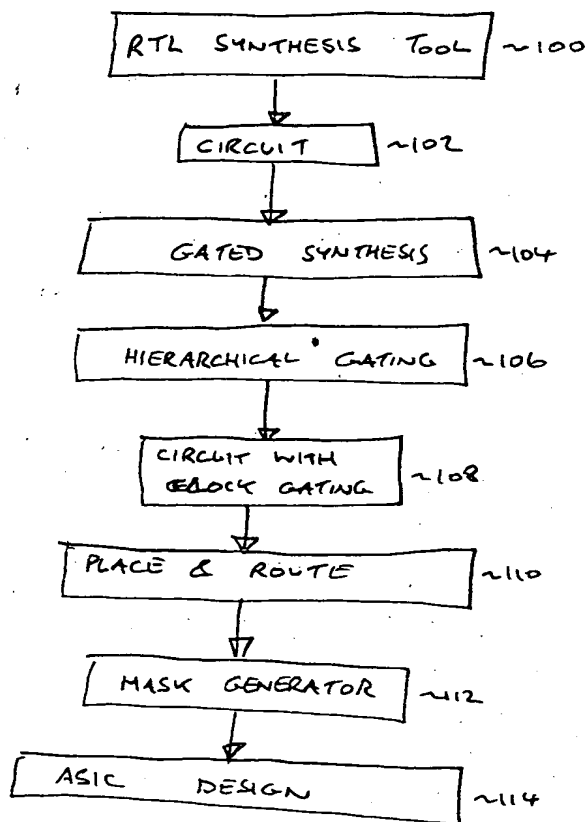 RTL SYNTHESIS TOOL ~100
CIRCUIT ~102
GATED SYNTHESIS ~104
HIERARCHICAL GATING ~106
CIRCUIT WITH
CLOCK GATING ~108
PLACE & ROUTE ~110
MASK GENERATOR ~112
ASIC DESIGN ~114